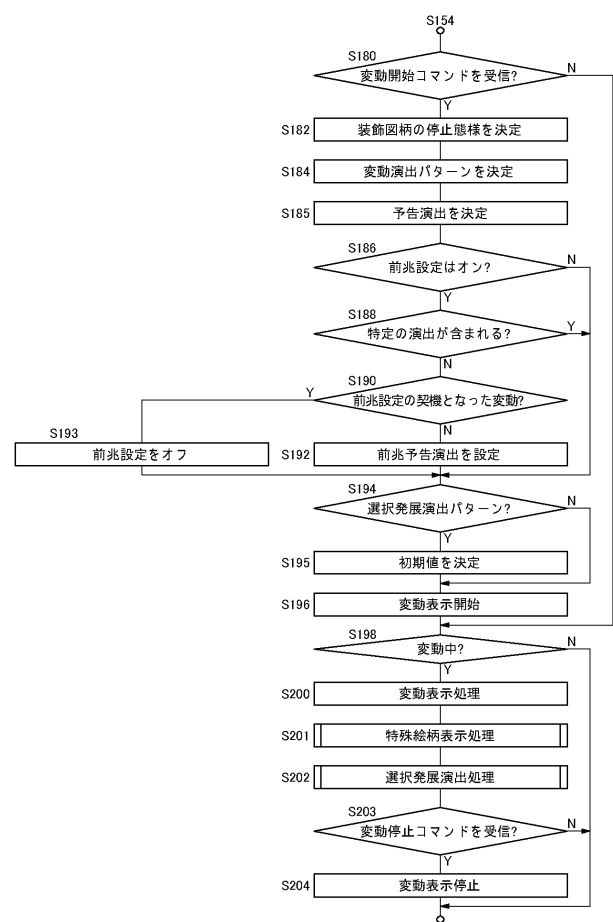 S154
S180
変動開始コマンドを受信?
N
Y
S182
装飾図柄の停止態様を決定
S184
変動演出パターンを決定
S185
予告演出を決定
S186
前兆設定はオン?
N
Y
S188
特定の演出が含まれる?
Y
N
S190
前兆設定の契機となった変動?
Y
N
S193
前兆設定をオフ
S192
前兆予告演出を設定
S194
選択発展演出パターン?
N
Y
S195
初期値を決定
S196
変動表示開始
S198
変動中?
N
Y
S200
変動表示処理
S201
特殊絵柄表示処理
S202
選択発展演出処理
S203
変動停止コマンドを受信?
N
Y
S204
変動表示停止